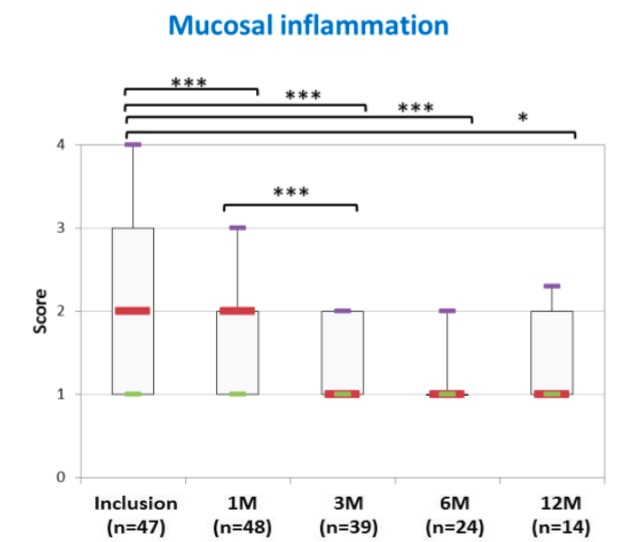 Mucosal inflammation
***
***
***
*
***
4
3
2
1
0
Score
Inclusion 1M 3M 6M 12M
(n=47) (n=48) (n=39) (n=24) (n=14)